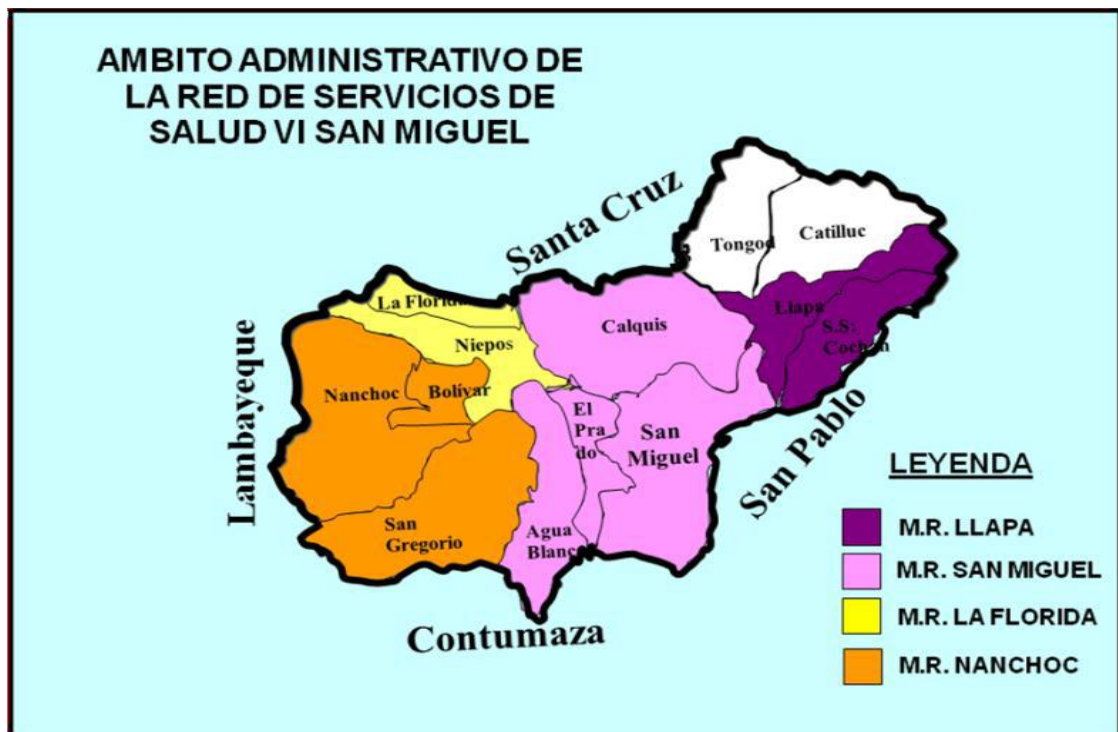 AMBITO ADMINISTRATIVO DE
LA RED DE SERVICIOS DE
SALUD VI SAN MIGUEL
Santa Cruz
Tongod
Catilluc
La Florida
Llapa
Calquis
S.S:
Cochán
Niepos
Lambayeque
Nanchoc
Bolívar
El
Pra
do
San
Miguel
San Pablo
San
Gregorio
Agua
Blanca
Contumaza
LEYENDA
M.R. LLAPA
M.R. SAN MIGUEL
M.R. LA FLORIDA
M.R. NANCHOC